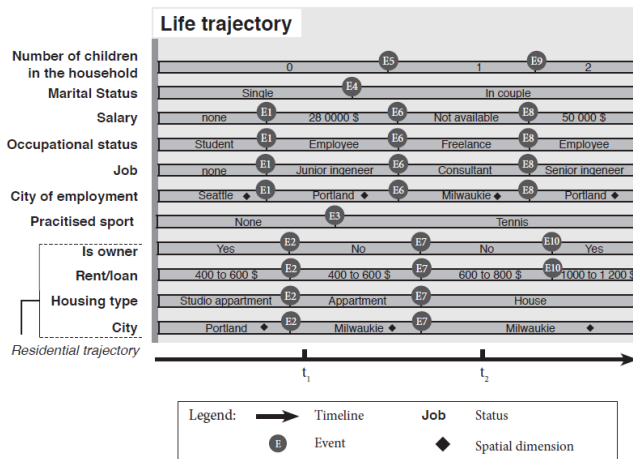 Life trajectory
Number of children
in the household
0 E5 1 E9 2
Marital Status Single E4 In couple
Salary none E1 28 0000 $ E6 Not available E8 50 000 $
Occupational status Student E1 Employee E6 Freelance E8 Employee
Job none E1 Junior ingeneer E6 Consultant E8 Senior ingeneer
City of employment Seattle E1 Portland E6 Milwaukie E8 Portland
Pracitised sport None E3 Tennis
Is owner Yes E2 No E7 No E10 Yes
Rent/loan 400 to 600 $ E2 400 to 600 $ E7 600 to 800 $ E10 1000 to 1 200 $
Housing type Studio appartment E2 Appartment E7 House
City Portland E2 Milwaukie E7 Milwaukie
Residential trajectory
t1 t2
Legend: Timeline Job Status
E Event Spatial dimension